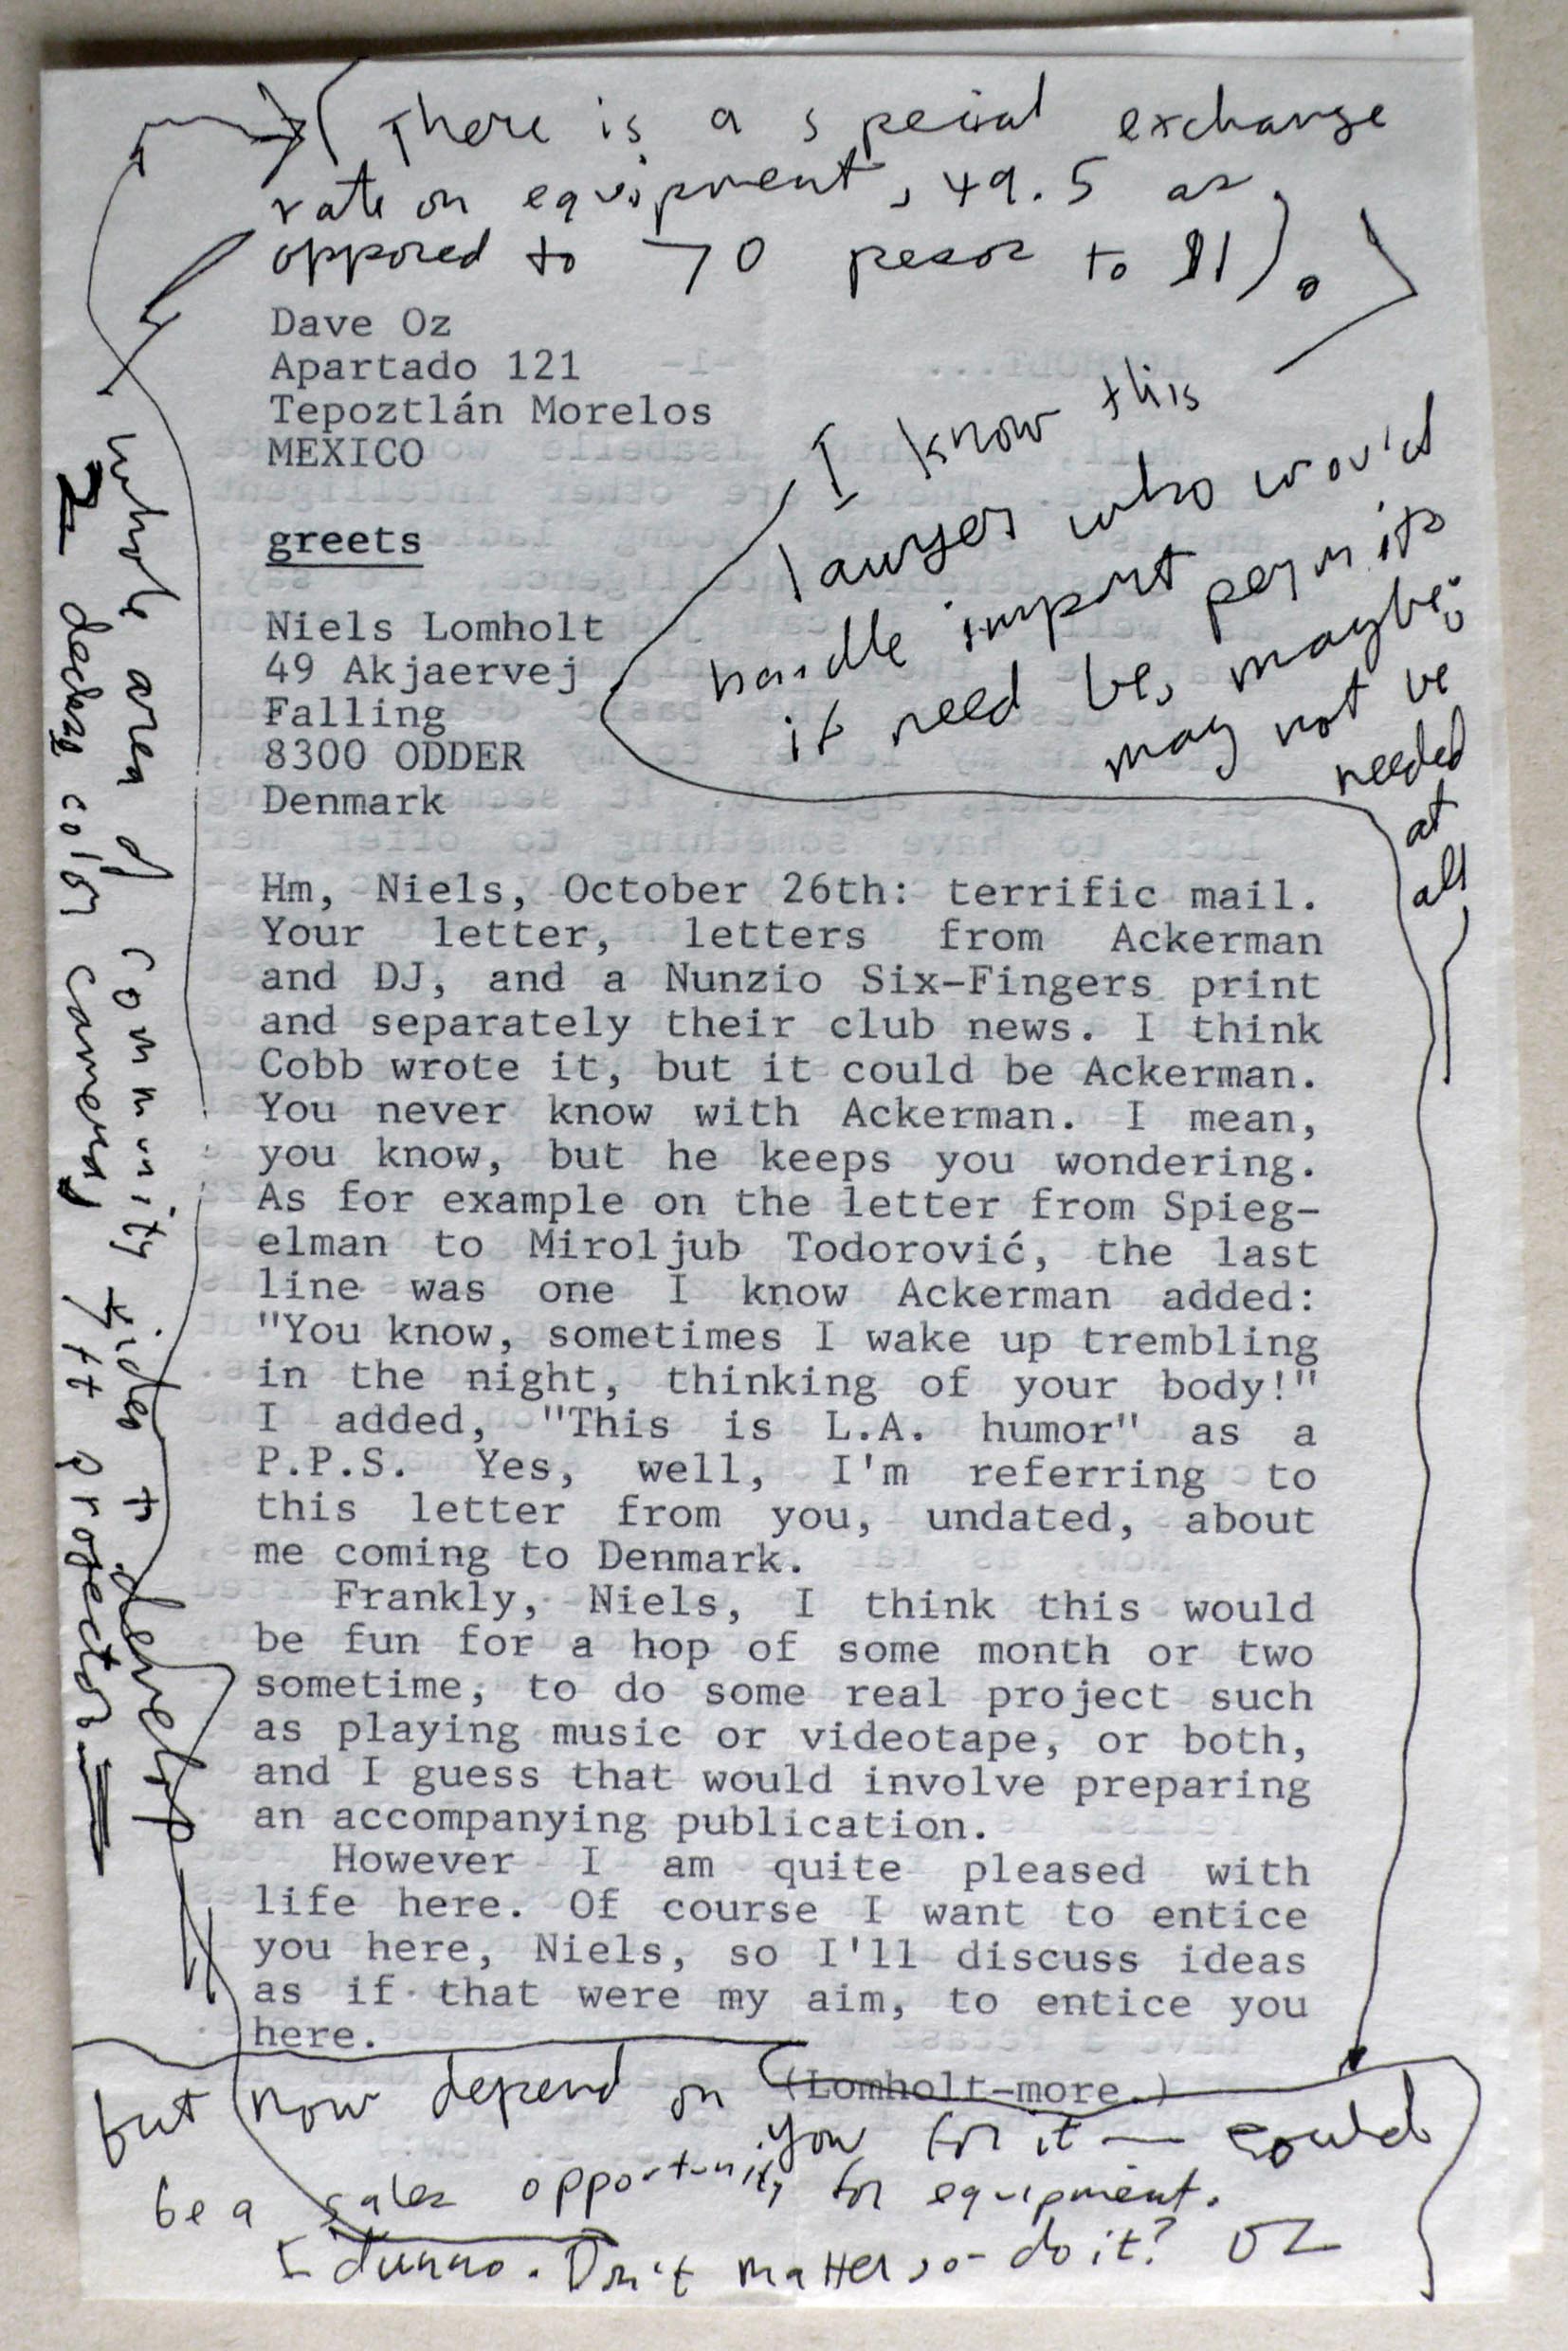 (There is a special exchange
rate on equipment, 49.5 as
opposed to 70 pesos to $1).
Dave Oz
Apartado 121
Tepoztlán Morelos
MEXICO
greets
Niels Lomholt
49 Akjaervej
Falling
8300 ODDER
Denmark
I know this
lawyer who would
handle import permits
if need be, maybe:
may not be
needed
at
all
whole area of community video to develop
2 decks, color camera, 4 ft projector
Hm, Niels, October 26th: terrific mail.
Your letter, letters from Ackerman
and DJ, and a Nunzio Six-Fingers print
and separately their club news. I think
Cobb wrote it, but it could be Ackerman.
You never know with Ackerman. I mean,
you know, but he keeps you wondering.
As for example on the letter from Spieg-
elman to Miroljub Todorović, the last
line was one I know Ackerman added:
"You know, sometimes I wake up trembling
in the night, thinking of your body!"
I added, "This is L.A. humor" as a
P.P.S. Yes, well, I'm referring to
this letter from you, undated, about
me coming to Denmark.
Frankly, Niels, I think this would
be fun for a hop of some month or two
sometime, to do some real project such
as playing music or videotape, or both,
and I guess that would involve preparing
an accompanying publication.
However I am quite pleased with
life here. Of course I want to entice
you here, Niels, so I'll discuss ideas
as if that were my aim, to entice you
here.
(Lomholt-more.)
but now depend on
you for it — could
be a sales opportunity for equipment.
I dunno. Don't matter, so- do it? OZ